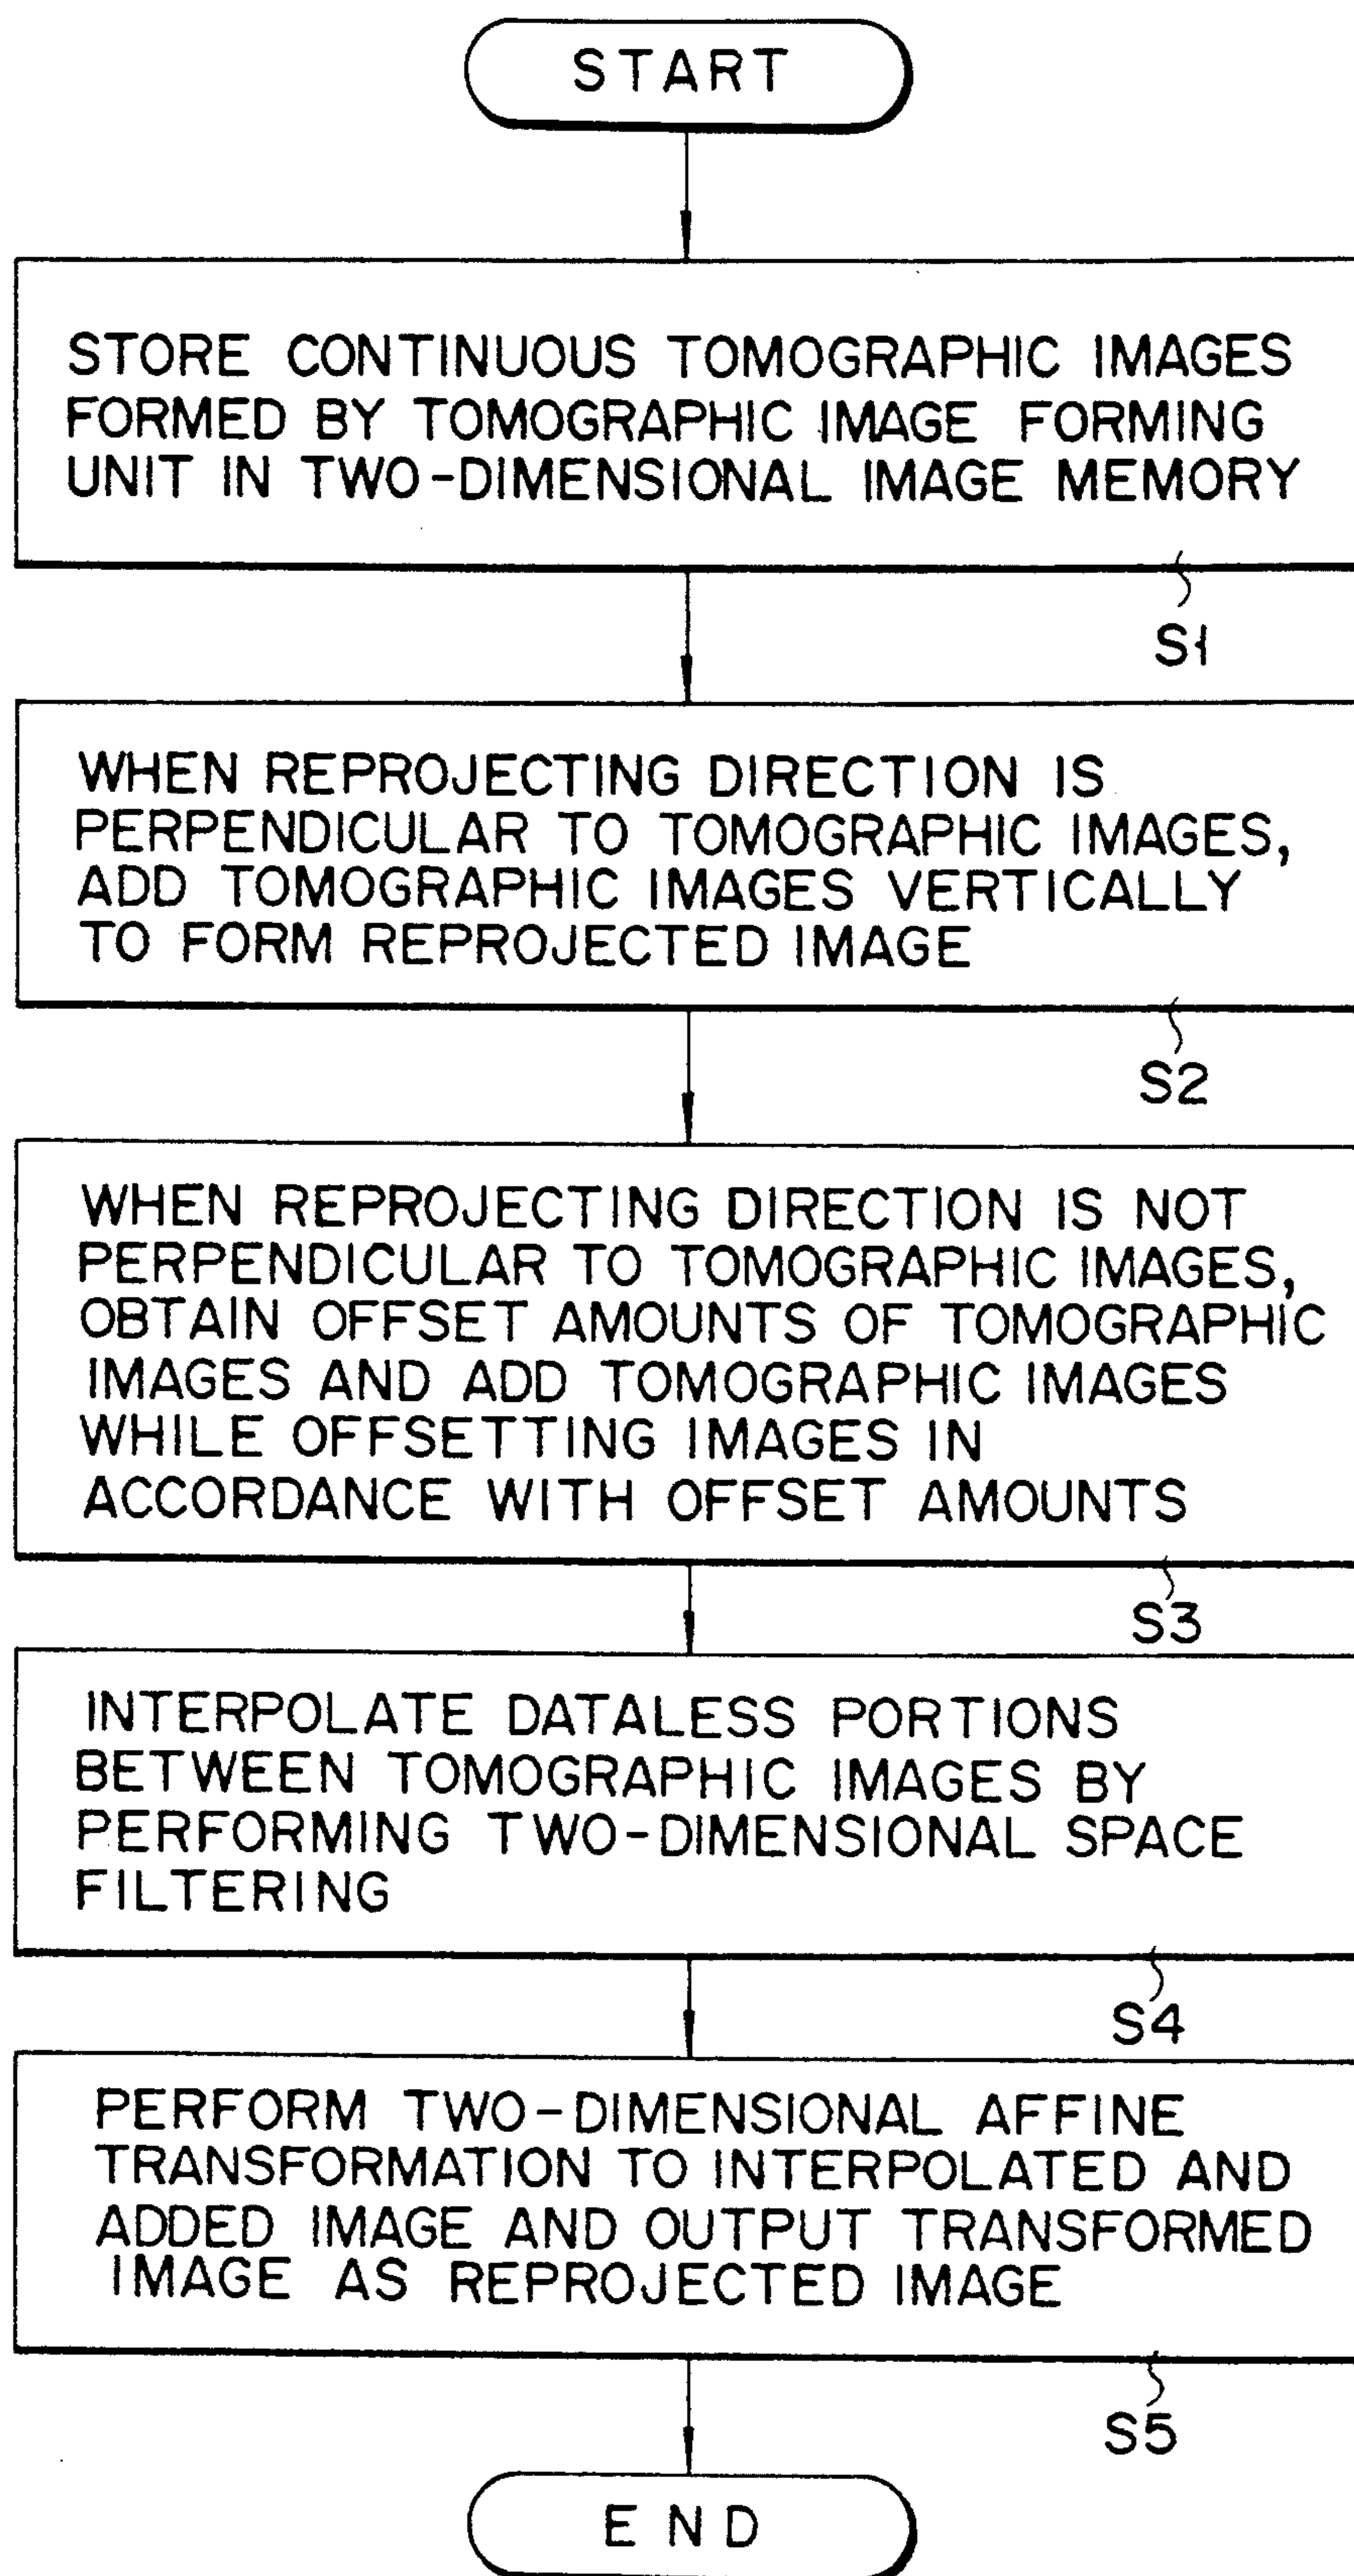 START
STORE CONTINUOUS TOMOGRAPHIC IMAGES
FORMED BY TOMOGRAPHIC IMAGE FORMING
UNIT IN TWO-DIMENSIONAL IMAGE MEMORY
S1
WHEN REPROJECTING DIRECTION IS
PERPENDICULAR TO TOMOGRAPHIC IMAGES,
ADD TOMOGRAPHIC IMAGES VERTICALLY
TO FORM REPROJECTED IMAGE
S2
WHEN REPROJECTING DIRECTION IS NOT
PERPENDICULAR TO TOMOGRAPHIC IMAGES,
OBTAIN OFFSET AMOUNTS OF TOMOGRAPHIC
IMAGES AND ADD TOMOGRAPHIC IMAGES
WHILE OFFSETTING IMAGES IN
ACCORDANCE WITH OFFSET AMOUNTS
S3
INTERPOLATE DATALESS PORTIONS
BETWEEN TOMOGRAPHIC IMAGES BY
PERFORMING TWO-DIMENSIONAL SPACE
FILTERING
S4
PERFORM TWO-DIMENSIONAL AFFINE
TRANSFORMATION TO INTERPOLATED AND
ADDED IMAGE AND OUTPUT TRANSFORMED
IMAGE AS REPROJECTED IMAGE
S5
END